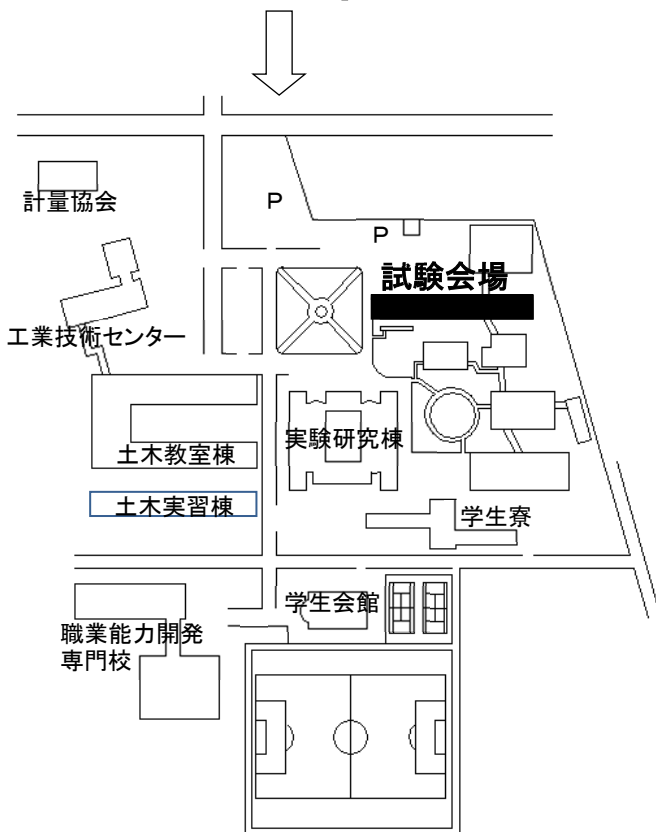 計量協会
P
P
試験会場
工業技術センター
実験研究棟
土木教室棟
土木実習棟
学生寮
学生会館
職業能力開発
専門校